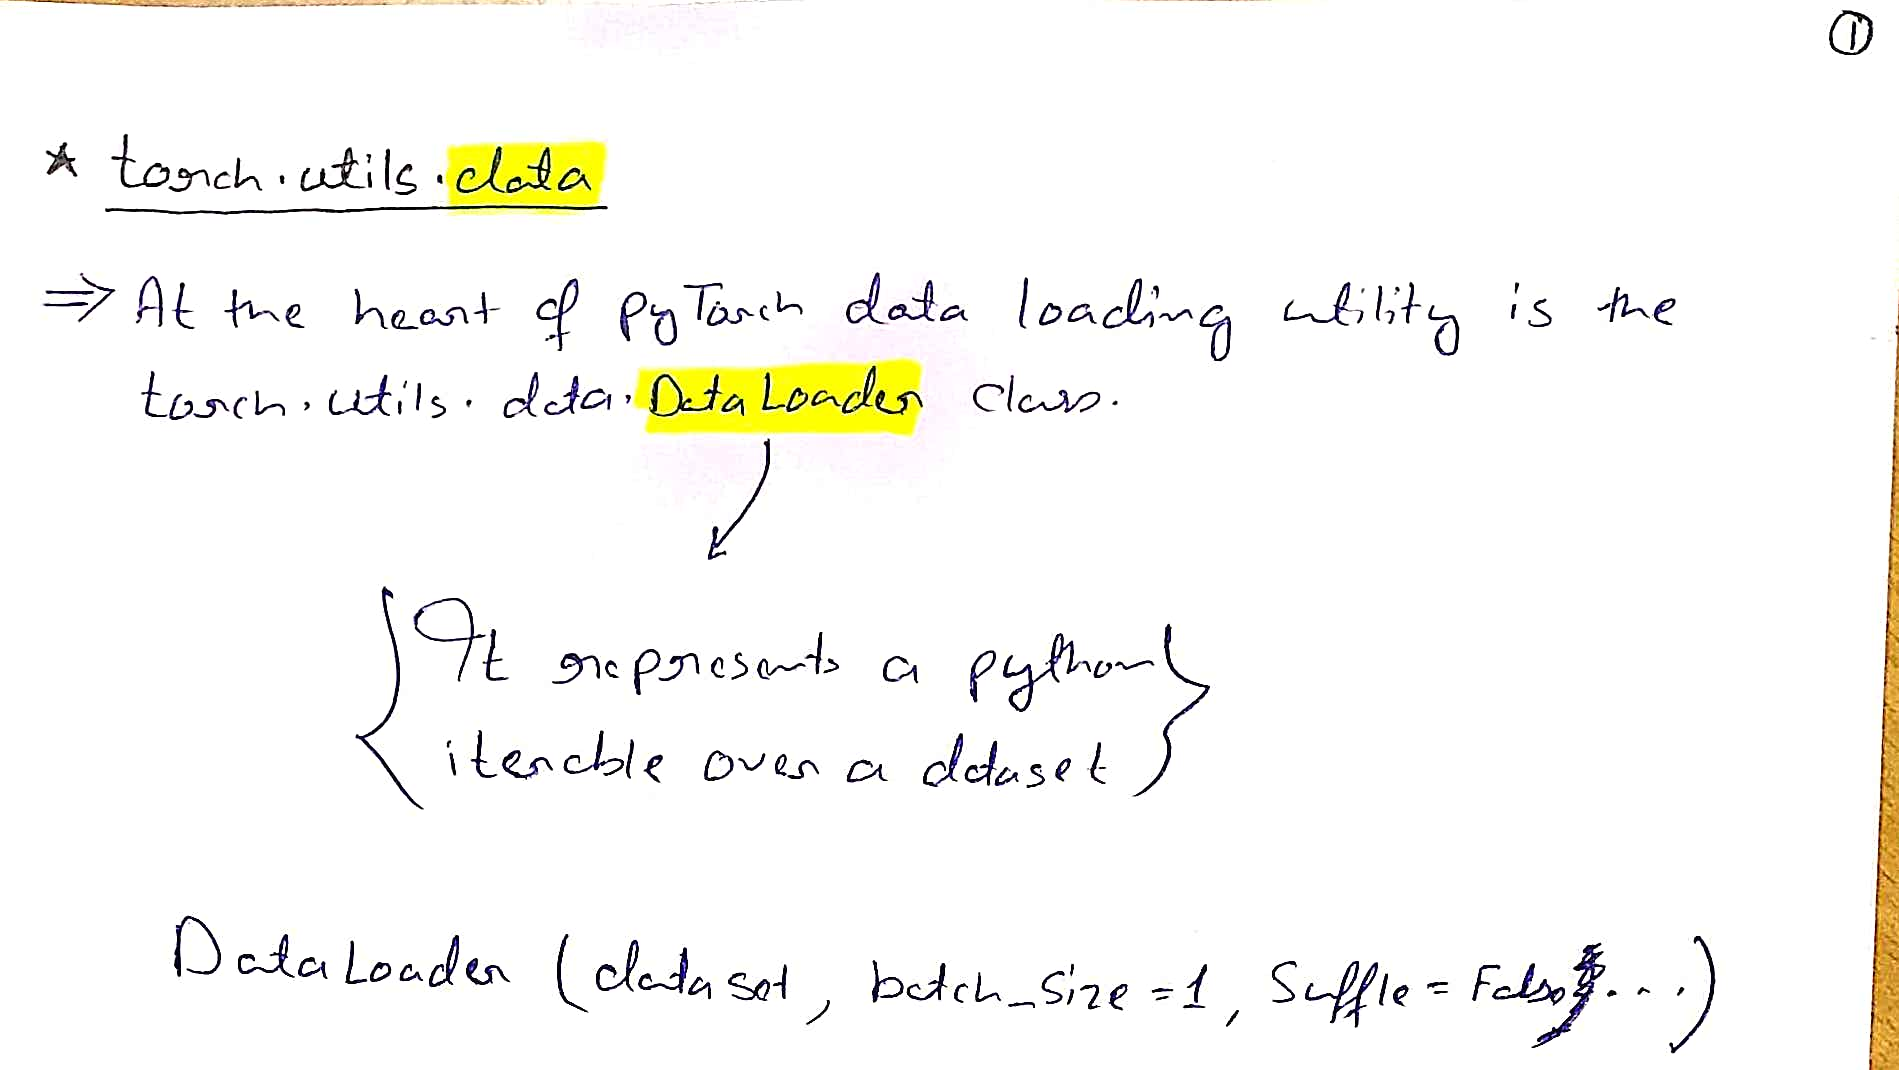 ①
* torch.utils.data
⇒ At the heart of PyTorch data loading utility is the
torch.utils.data.DataLoader class.
{It represents a python
iterable over a dataset}
DataLoader (dataset, batch_size=1, Suffle = False, ...)